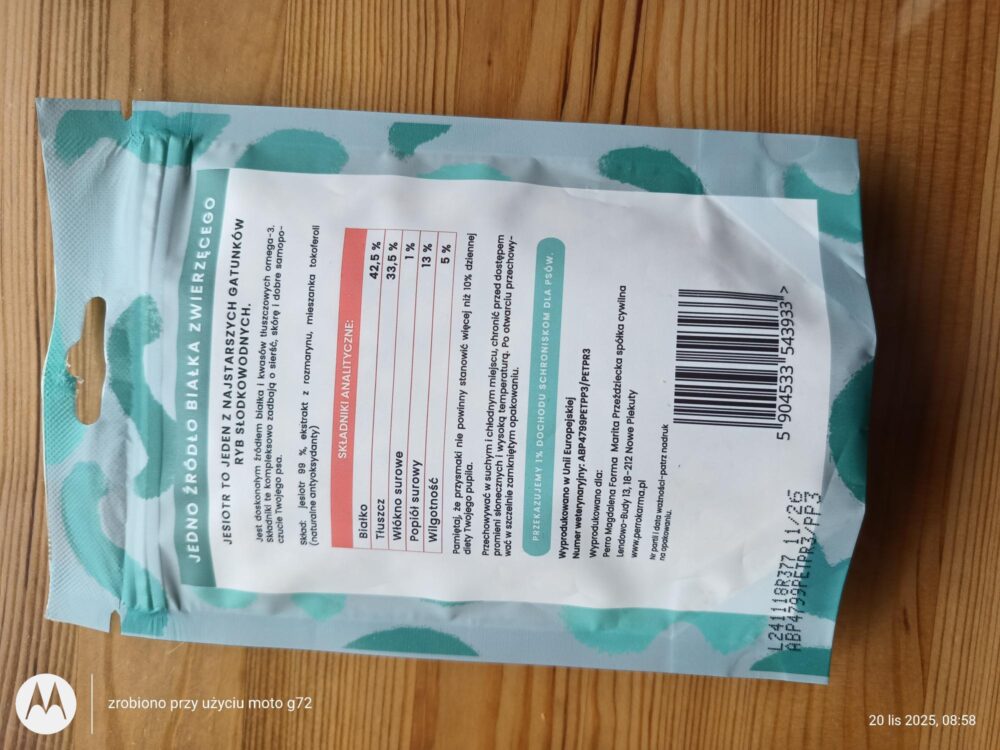 JEDNO ŹRÓDŁO BIAŁKA ZWIERZĘCEGO
JESIOTR TO JEDEN Z NAJSTARSZYCH GATUNKÓW
RYB SŁODKOWODNYCH.
Jest doskonałym źródłem białka i kwasów tłuszczowych omega-3.
Składniki te kompleksowo zadbają o sierść, skórę i dobre samopo-
czucie Twojego psa.
Skład: jesiotr 99 %, ekstrakt z rozmarynu, mieszanka tokoferoli
(naturalne antyoksydanty)
SKŁADNIKI ANALITYCZNE:
Białko 42,5 %
Tłuszcz 33,5 %
Włókno surowe 1 %
Popiół surowy 13 %
Wilgotność 5 %
Pamiętaj, że przysmaki nie powinny stanowić więcej niż 10% dziennej
diety Twojego pupila.
Przechowywać w suchym i chłodnym miejscu, chronić przed dostępem
promieni słonecznych i wysoką temperaturą. Po otwarciu przechowy-
wać w szczelnie zamkniętym opakowaniu.
PRZEKAZUJEMY 1% DOCHODU SCHRONISKOM DLA PSÓW.
Wyprodukowano w Unii Europejskiej
Numer weterynaryjny: ABP4799PETPP3/PETPR3
Wyprodukowano dla:
Perro Magdalena Forma Marita Przeździecka spółka cywilna
Lendowo-Budy 13, 18-212 Nowe Piekuty
www.perrokarma.pl
Nr partii i data ważności-patrz nadruk
na opakowaniu.
5 904533 543933 >
L241118R377 11/26
ABP4799PETPR3/PP3
zrobiono przy użyciu moto g72
20 lis 2025, 08:58